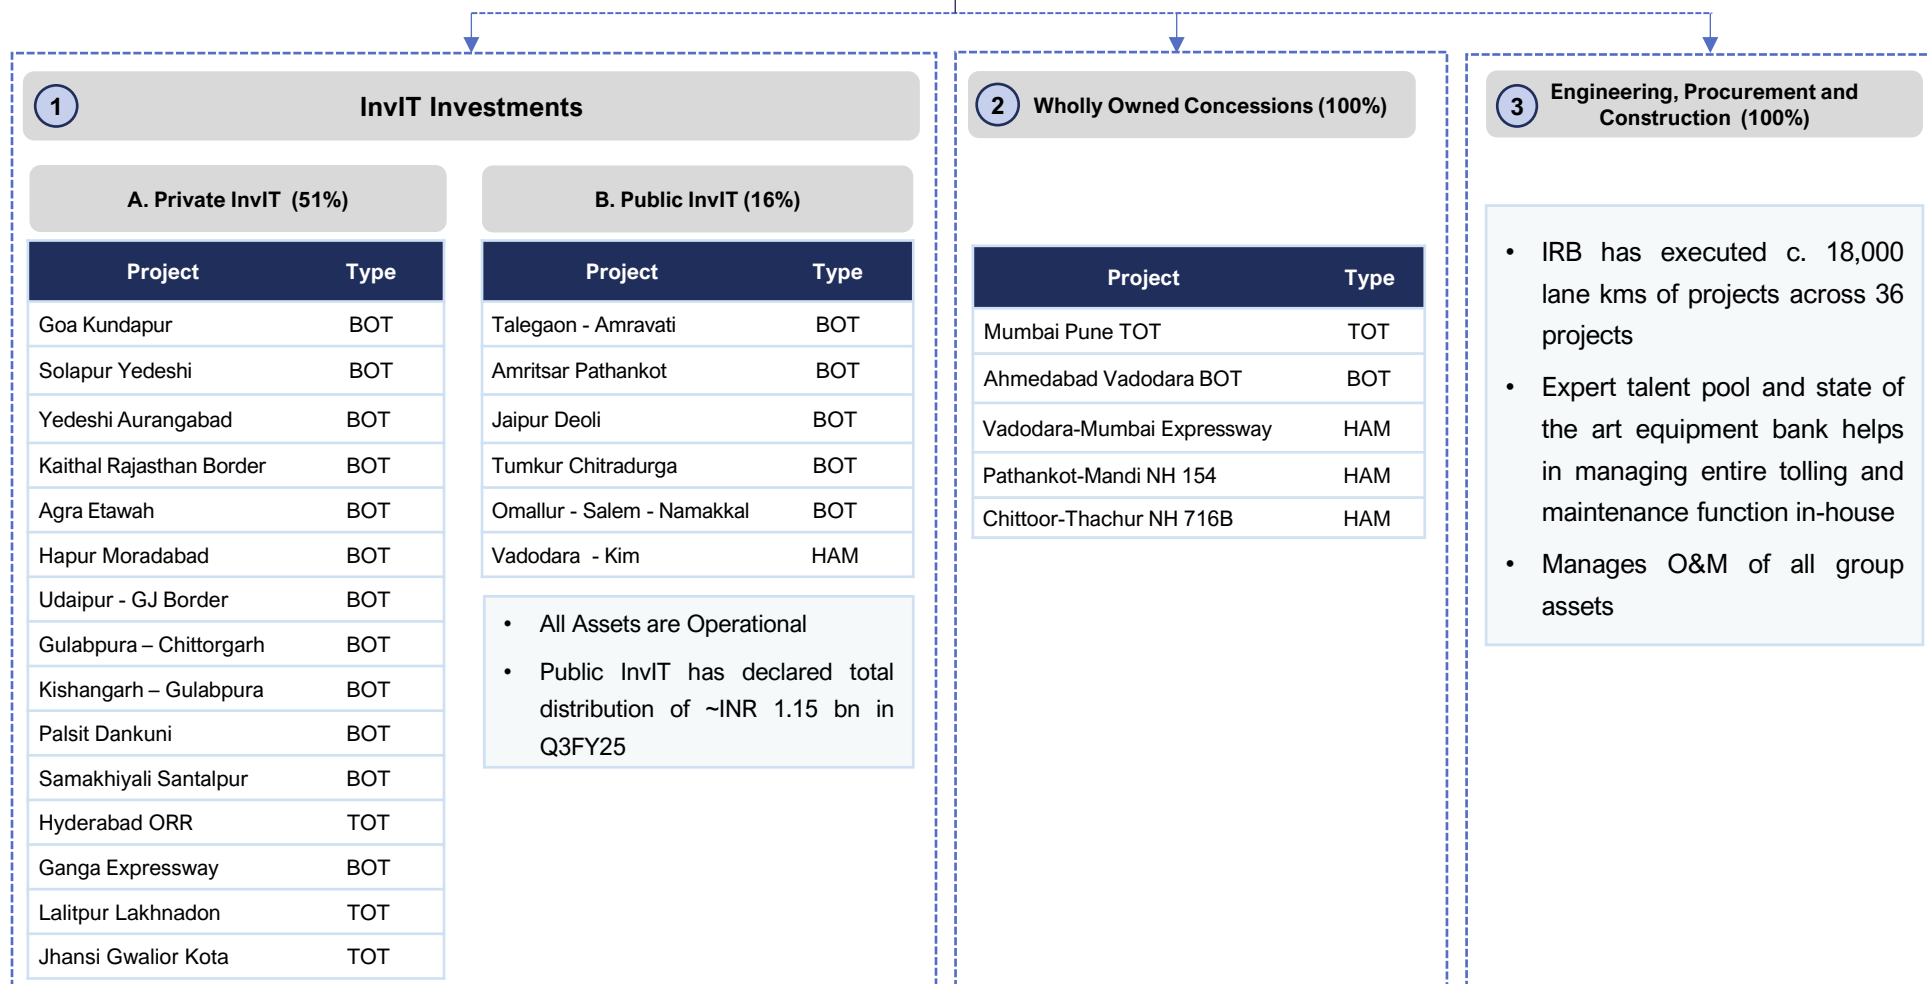 1
InvIT Investments
A. Private InvIT (51%)
Project Type
Goa Kundapur BOT
Solapur Yedeshi BOT
Yedeshi Aurangabad BOT
Kaithal Rajasthan Border BOT
Agra Etawah BOT
Hapur Moradabad BOT
Udaipur - GJ Border BOT
Gulabpura – Chittorgarh BOT
Kishangarh – Gulabpura BOT
Palsit Dankuni BOT
Samakhiyali Santalpur BOT
Hyderabad ORR TOT
Ganga Expressway BOT
Lalitpur Lakhnadon TOT
Jhansi Gwalior Kota TOT
B. Public InvIT (16%)
Project Type
Talegaon - Amravati BOT
Amritsar Pathankot BOT
Jaipur Deoli BOT
Tumkur Chitradurga BOT
Omallur - Salem - Namakkal BOT
Vadodara - Kim HAM
• All Assets are Operational
• Public InvIT has declared total
distribution of ~INR 1.15 bn in
Q3FY25
2
Wholly Owned Concessions (100%)
Project Type
Mumbai Pune TOT TOT
Ahmedabad Vadodara BOT BOT
Vadodara-Mumbai Expressway HAM
Pathankot-Mandi NH 154 HAM
Chittoor-Thachur NH 716B HAM
3
Engineering, Procurement and
Construction (100%)
• IRB has executed c. 18,000
lane kms of projects across 36
projects
• Expert talent pool and state of
the art equipment bank helps
in managing entire tolling and
maintenance function in-house
• Manages O&M of all group
assets